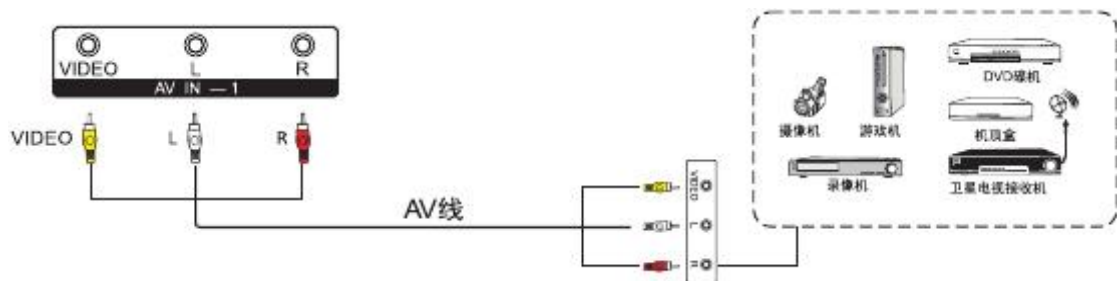 VIDEO L R
AV IN — 1
VIDEO L R
AV线
VIDEO
L
R
摄像机
游戏机
DVD碟机
机顶盒
录像机
卫星电视接收机